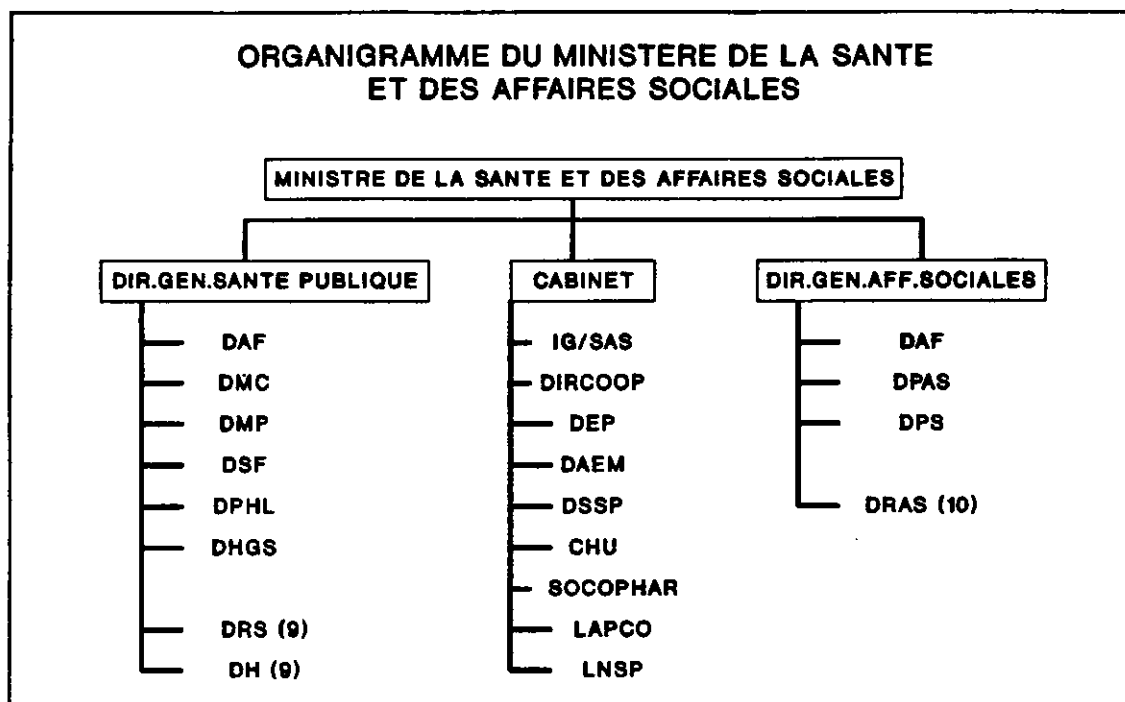 ORGANIGRAMME DU MINISTERE DE LA SANTE
ET DES AFFAIRES SOCIALES
MINISTRE DE LA SANTE ET DES AFFAIRES SOCIALES
DIR.GEN.SANTE PUBLIQUE
DAF
DMC
DMP
DSF
DPHL
DHGS
DRS (9)
DH (9)
CABINET
IG/SAS
DIRCOOP
DEP
DAEM
DSSP
CHU
SOCOPHAR
LAPCO
LNSP
DIR.GEN.AFF.SOCIALES
DAF
DPAS
DPS
DRAS (10)